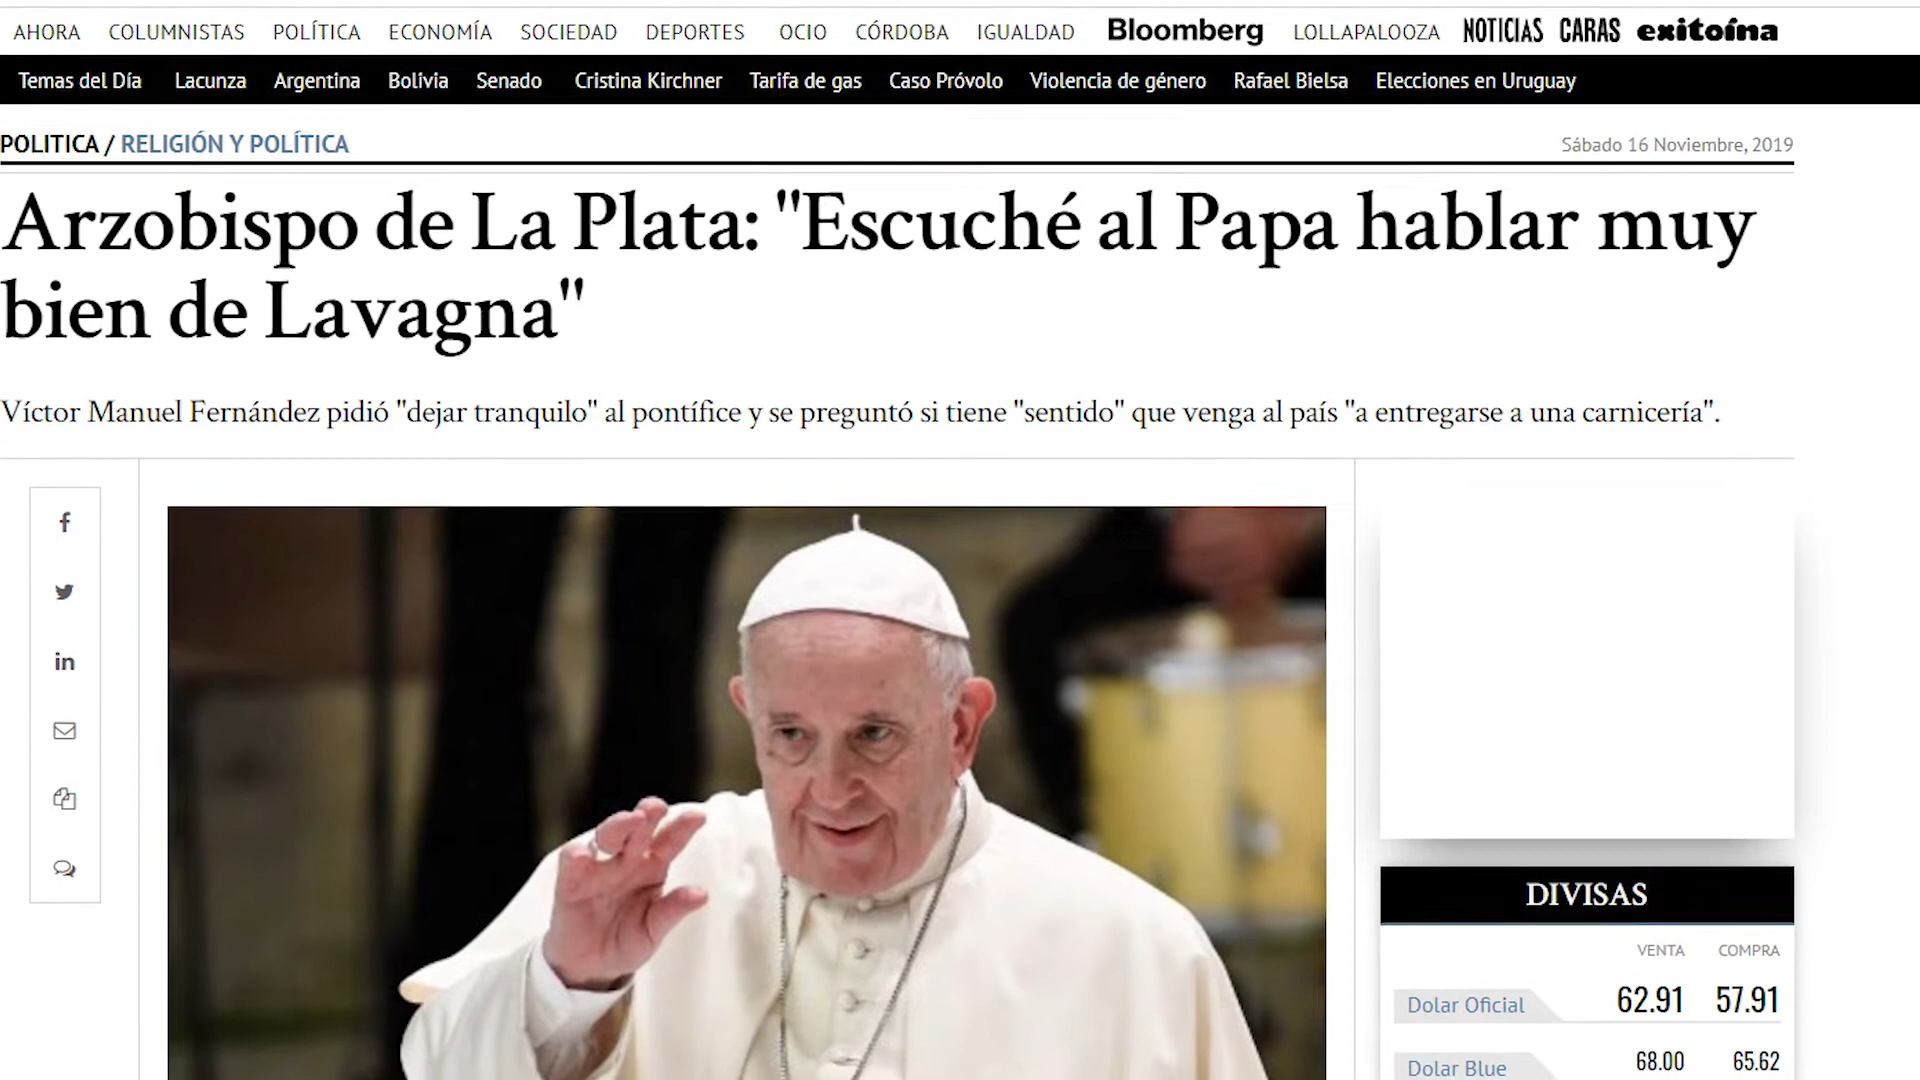 AHORA COLUMNISTAS POLÍTICA ECONOMÍA SOCIEDAD DEPORTES OCIO CÓRDOBA IGUALDAD Bloomberg LOLLAPALOOZA NOTICIAS CARAS exitoína
Temas del Día Lacunza Argentina Bolivia Senado Cristina Kirchner Tarifa de gas Caso Próvolo Violencia de género Rafael Bielsa Elecciones en Uruguay
POLITICA / RELIGIÓN Y POLÍTICA
Sábado 16 Noviembre, 2019
Arzobispo de La Plata: "Escuché al Papa hablar muy
bien de Lavagna"
Víctor Manuel Fernández pidió "dejar tranquilo" al pontífice y se preguntó si tiene "sentido" que venga al país "a entregarse a una carnicería".
DIVISAS
VENTA COMPRA
Dolar Oficial 62.91 57.91
Dolar Blue 68.00 65.62